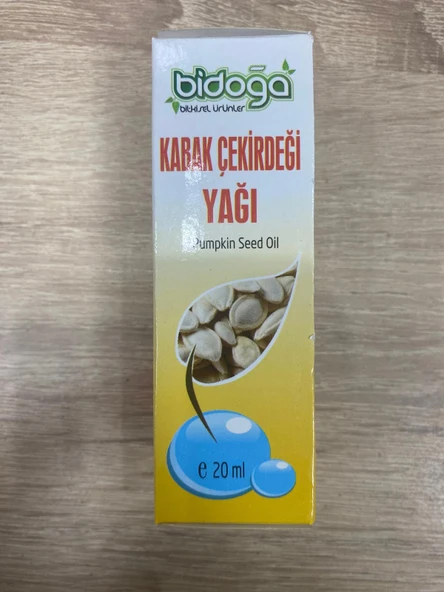 bidoğa
bitkisel ürünler
KABAK ÇEKİRDEĞİ
YAĞI
Pumpkin Seed Oil
e 20 ml